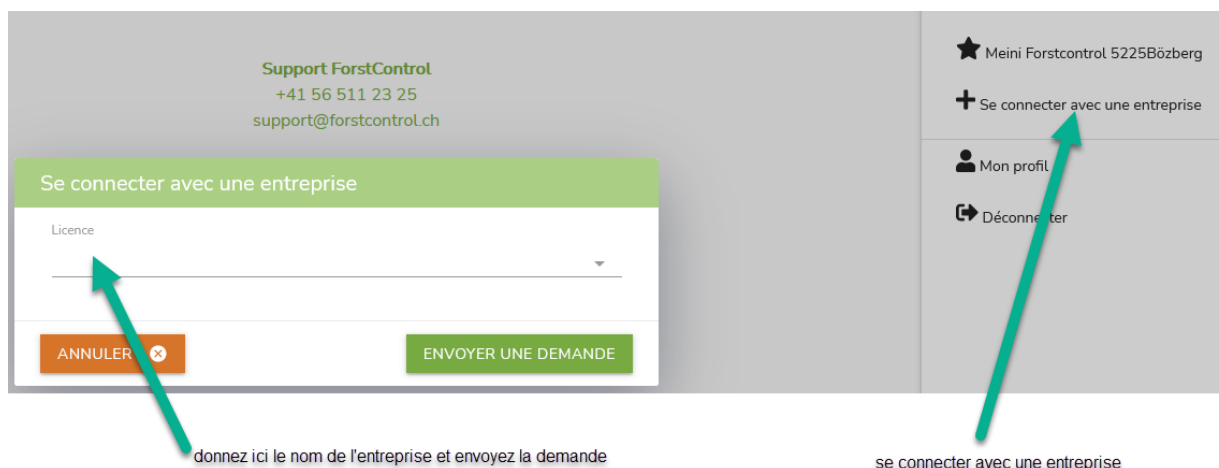 Support ForstControl
+41 56 511 23 25
support@forstcontrol.ch
Meini Forstcontrol 5225Bözberg
Se connecter avec une entreprise
Mon profil
Déconnecter
Se connecter avec une entreprise
Licence
ANNULER
ENVOYER UNE DEMANDE
donnez ici le nom de l'entreprise et envoyez la demande
se connecter avec une entreprise